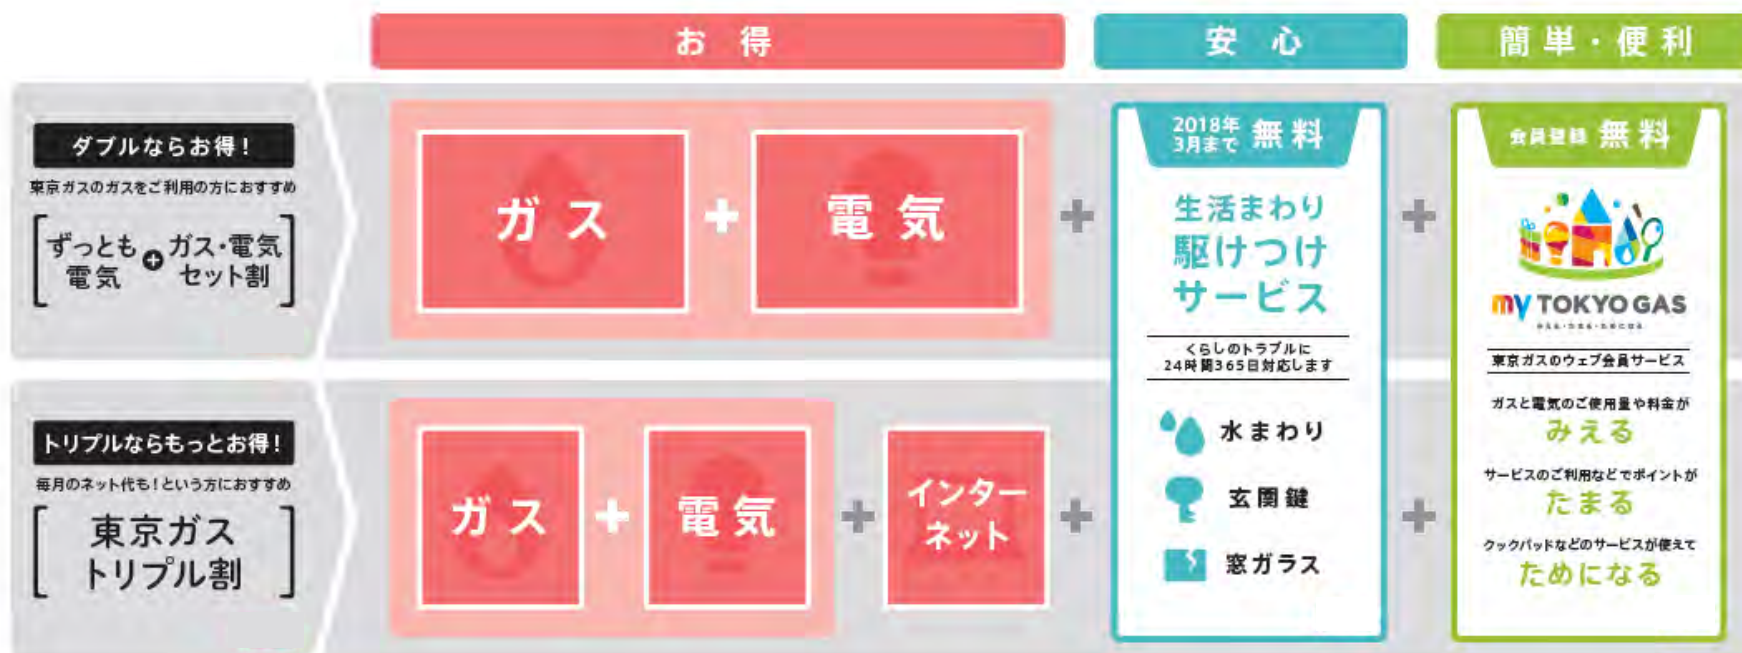 お得
安心
簡単・便利
ダブルならお得!
東京ガスのガスをご利用の方におすすめ
ずっとも
電気
+
ガス・電気
セット割
ガス
+
電気
+
2018年
3月まで
無料
生活まわり
駆けつけ
サービス
くらしのトラブルに
24時間365日対応します
水まわり
玄関鍵
窓ガラス
+
会員登録 無料
my TOKYO GAS
みえる・たまる・ためになる
東京ガスのウェブ会員サービス
ガスと電気のご使用量や料金が
みえる
サービスのご利用などでポイントが
たまる
クックパッドなどのサービスが使えて
ためになる
トリプルならもっとお得!
毎月のネット代も!という方におすすめ
東京ガス
トリプル割
ガス
+
電気
+
インター
ネット
+
+